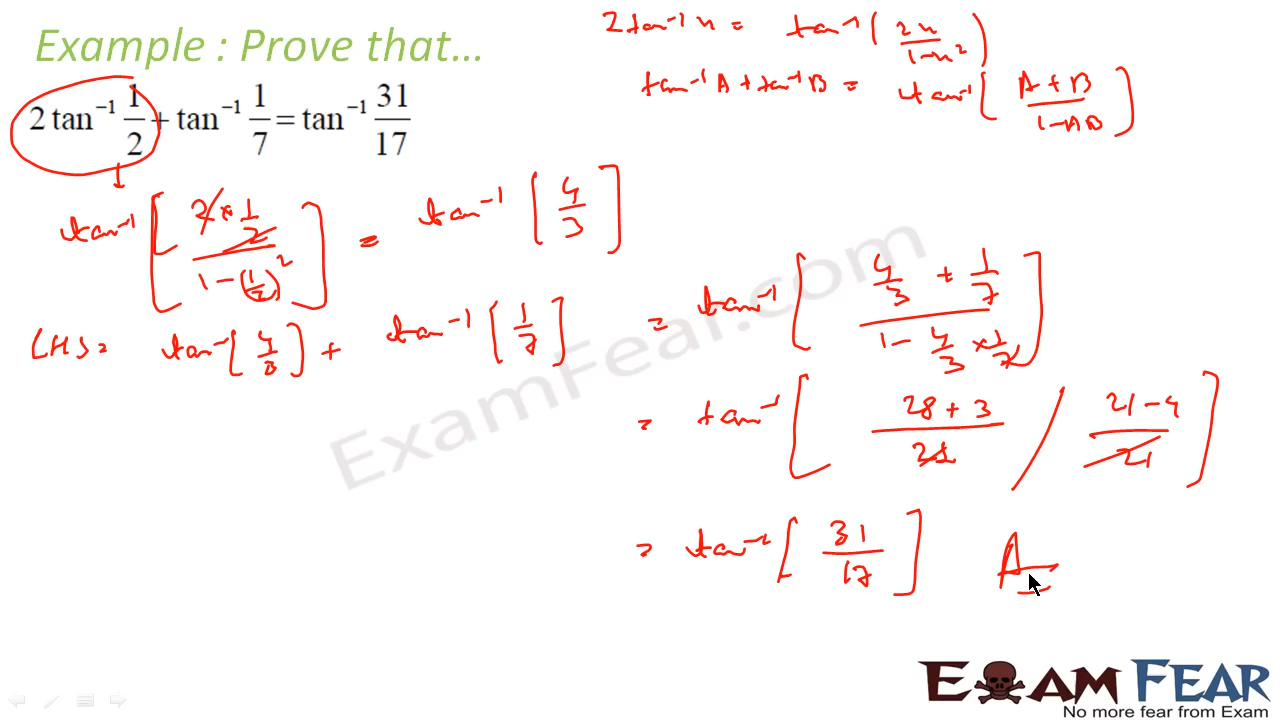 Example : Prove that...
2 tan⁻¹ 1/2 + tan⁻¹ 1/7 = tan⁻¹ 31/17
2tan⁻¹ x = tan⁻¹ ( 2x / 1-x² )
tan⁻¹ A + tan⁻¹ B = tan⁻¹ [ A + B / 1-AB ]
tan⁻¹ [ 2 × 1/2 / 1 - (1/2)² ] = tan⁻¹ [ 4/3 ]
LHS = tan⁻¹ [ 4/3 ] + tan⁻¹ [ 1/7 ]
= tan⁻¹ [ 4/3 + 1/7 / 1 - 4/3 × 1/7 ]
= tan⁻¹ [ 28 + 3 / 21 / 21 - 4 / 21 ]
= tan⁻¹ [ 31/17 ]
ExamFear.com
EXAM FEAR
No more fear from Exam